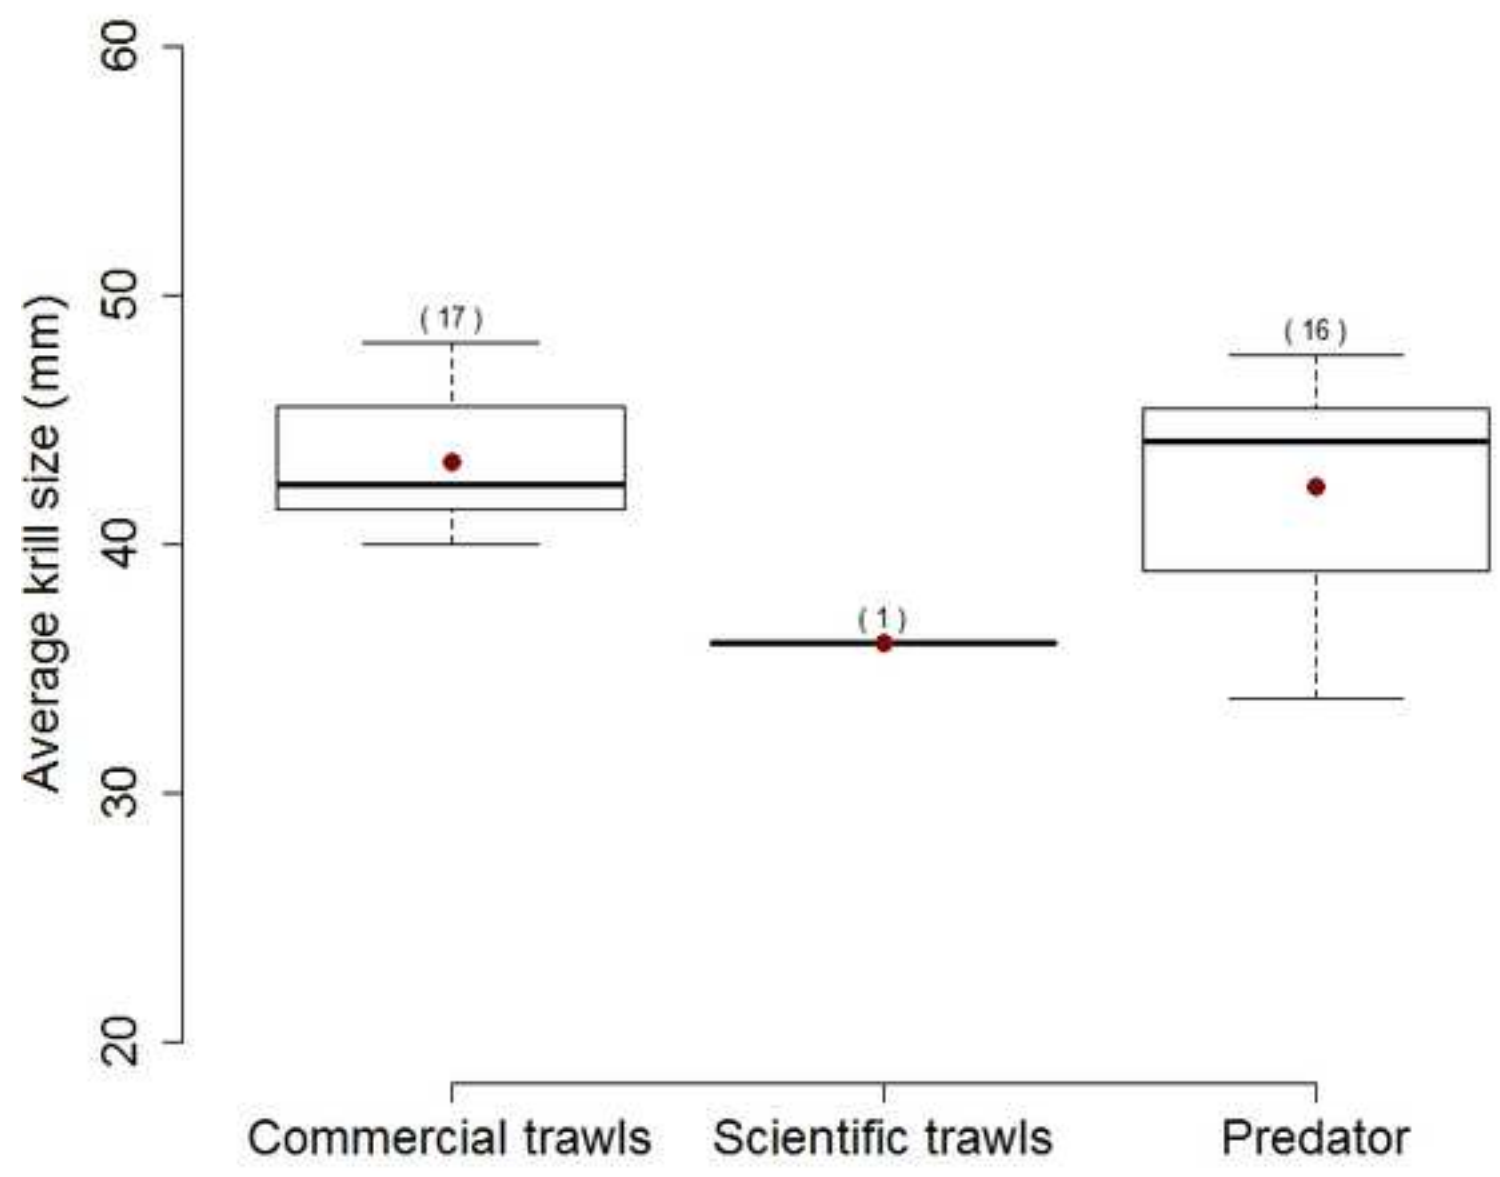 Average krill size (mm)
60
50
40
30
20
( 17 )
( 1 )
( 16 )
Commercial trawls
Scientific trawls
Predator